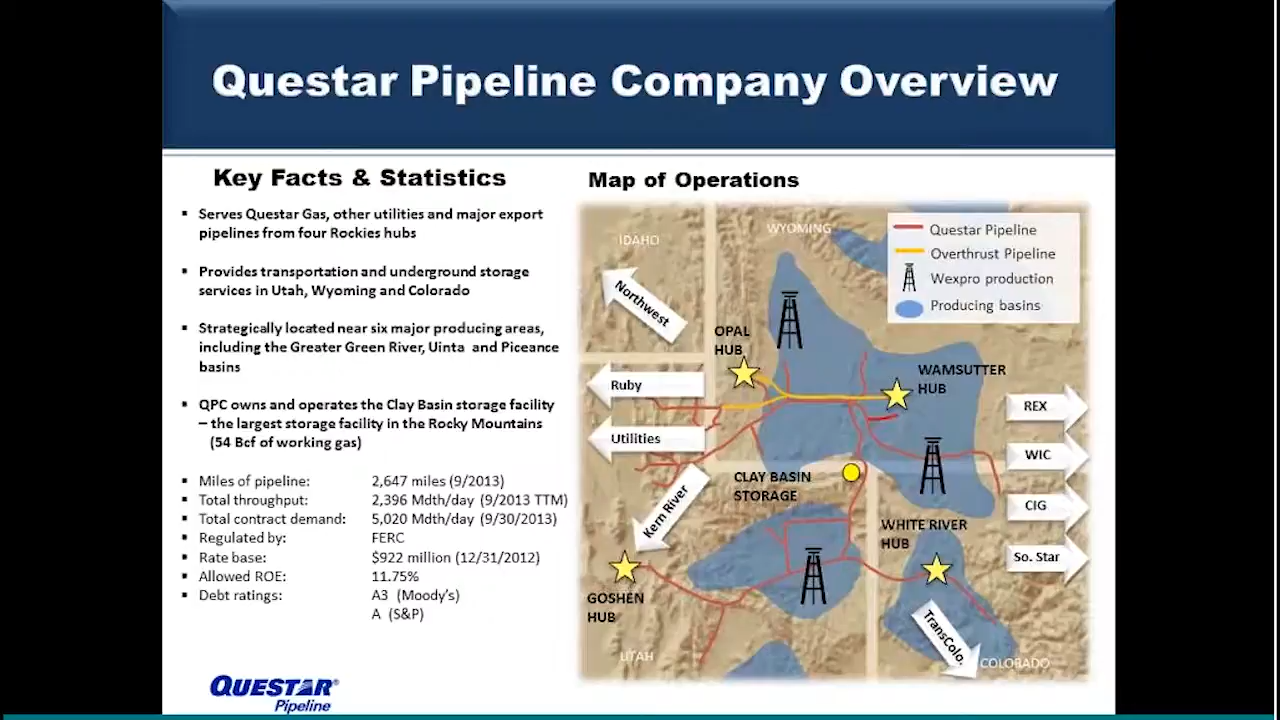 Questar Pipeline Company Overview
Key Facts & Statistics
▪ Serves Questar Gas, other utilities and major export
pipelines from four Rockies hubs
▪ Provides transportation and underground storage
services in Utah, Wyoming and Colorado
▪ Strategically located near six major producing areas,
including the Greater Green River, Uinta and Piceance
basins
▪ QPC owns and operates the Clay Basin storage facility
– the largest storage facility in the Rocky Mountains
(54 Bcf of working gas)
▪ Miles of pipeline: 2,647 miles (9/2013)
▪ Total throughput: 2,396 Mdth/day (9/2013 TTM)
▪ Total contract demand: 5,020 Mdth/day (9/30/2013)
▪ Regulated by: FERC
▪ Rate base: $922 million (12/31/2012)
▪ Allowed ROE: 11.75%
▪ Debt ratings: A3 (Moody's)
A (S&P)
QUESTAR®
Pipeline
Map of Operations
IDAHO
WYOMING
Questar Pipeline
Overthrust Pipeline
Wexpro production
Producing basins
Northwest
OPAL
HUB
WAMSUTTER
HUB
Ruby
Utilities
REX
WIC
CIG
So. Star
CLAY BASIN
STORAGE
Kern River
WHITE RIVER
HUB
GOSHEN
HUB
TransColo.
UTAH
COLORADO